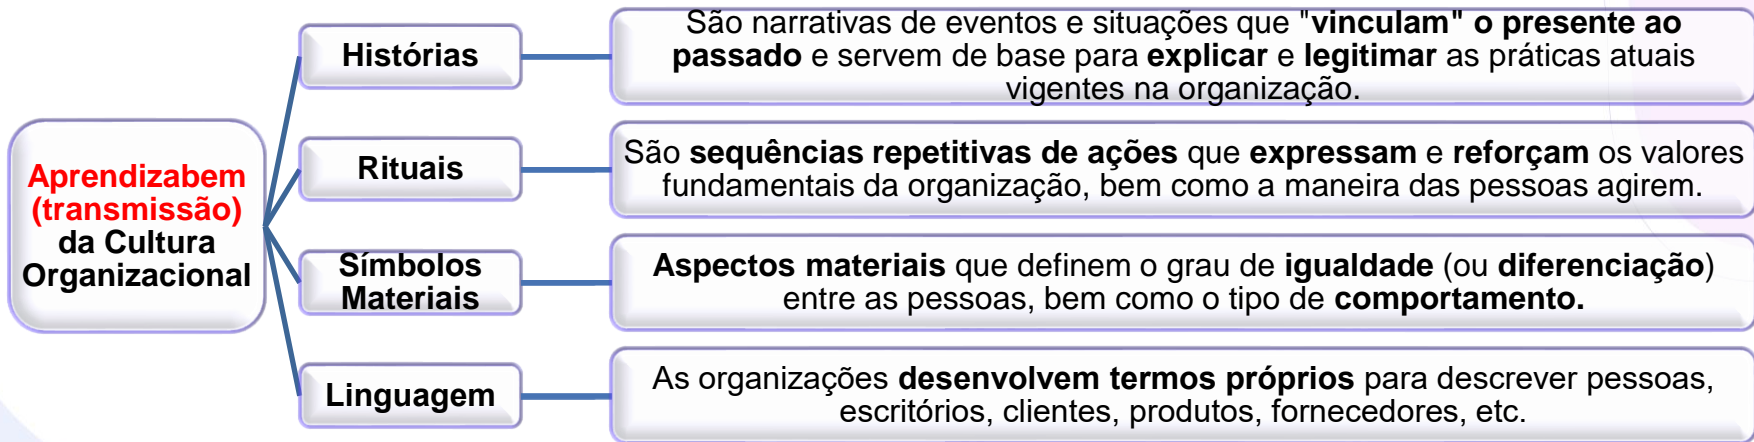 Aprendizabem
(transmissão)
da Cultura
Organizacional
Histórias
São narrativas de eventos e situações que "vinculam" o presente ao
passado e servem de base para explicar e legitimar as práticas atuais
vigentes na organização.
Rituais
São sequências repetitivas de ações que expressam e reforçam os valores
fundamentais da organização, bem como a maneira das pessoas agirem.
Símbolos
Materiais
Aspectos materiais que definem o grau de igualdade (ou diferenciação)
entre as pessoas, bem como o tipo de comportamento.
Linguagem
As organizações desenvolvem termos próprios para descrever pessoas,
escritórios, clientes, produtos, fornecedores, etc.